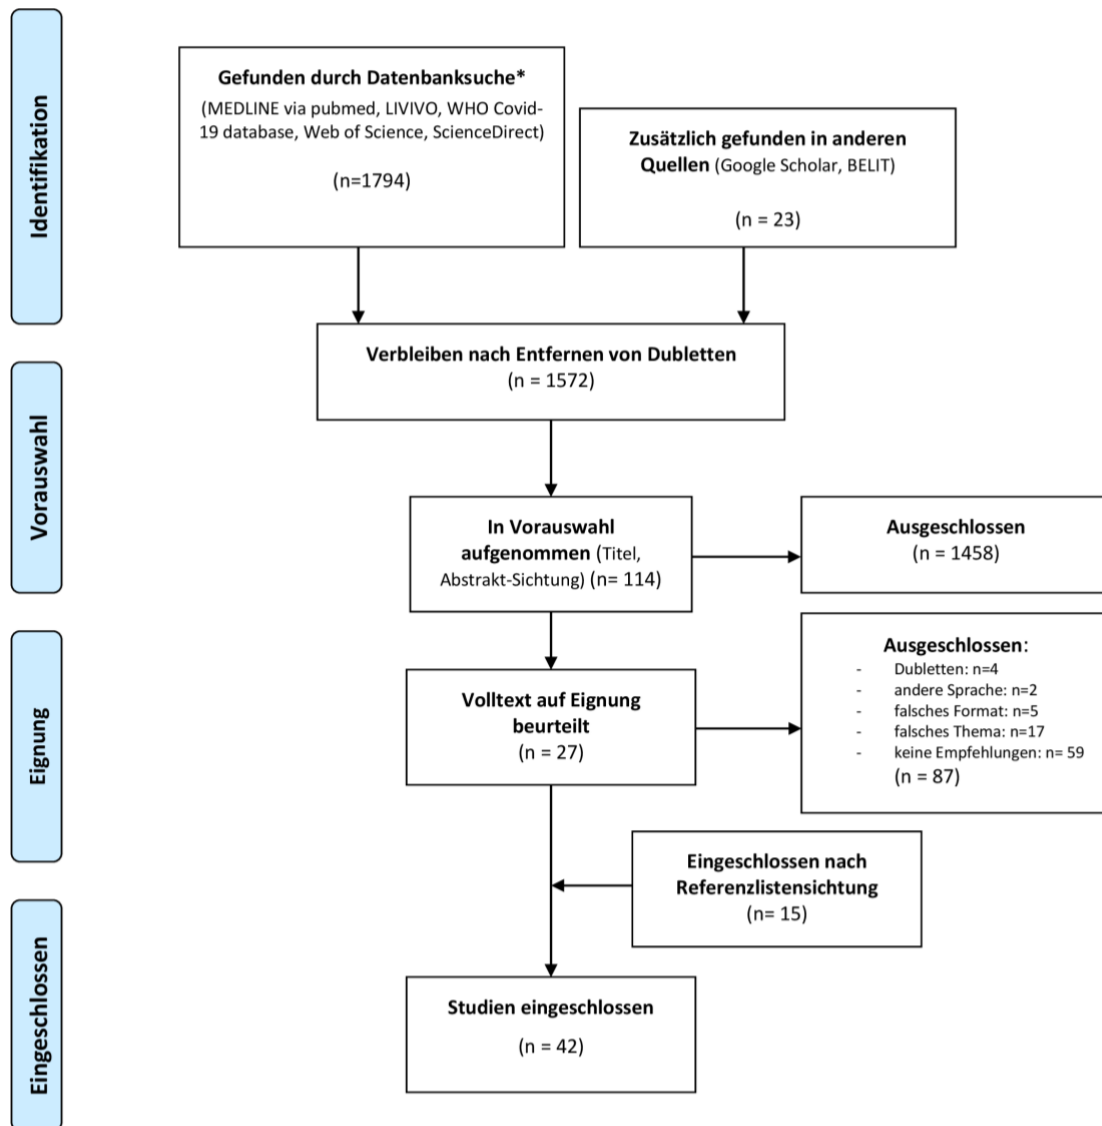 Identifikation
Gefunden durch Datenbanksuche*
(MEDLINE via pubmed, LIVIVO, WHO Covid-
19 database, Web of Science, ScienceDirect)
(n=1794)
Zusätzlich gefunden in anderen
Quellen (Google Scholar, BELIT)
(n = 23)
Verbleiben nach Entfernen von Dubletten
(n = 1572)
Vorauswahl
In Vorauswahl
aufgenommen (Titel,
Abstrakt-Sichtung) (n= 114)
Ausgeschlossen
(n = 1458)
Eignung
Volltext auf Eignung
beurteilt
(n = 27)
Ausgeschlossen:
- Dubletten: n=4
- andere Sprache: n=2
- falsches Format: n=5
- falsches Thema: n=17
- keine Empfehlungen: n= 59
(n = 87)
Eingeschlossen nach
Referenzlistensichtung
(n= 15)
Eingeschlossen
Studien eingeschlossen
(n = 42)